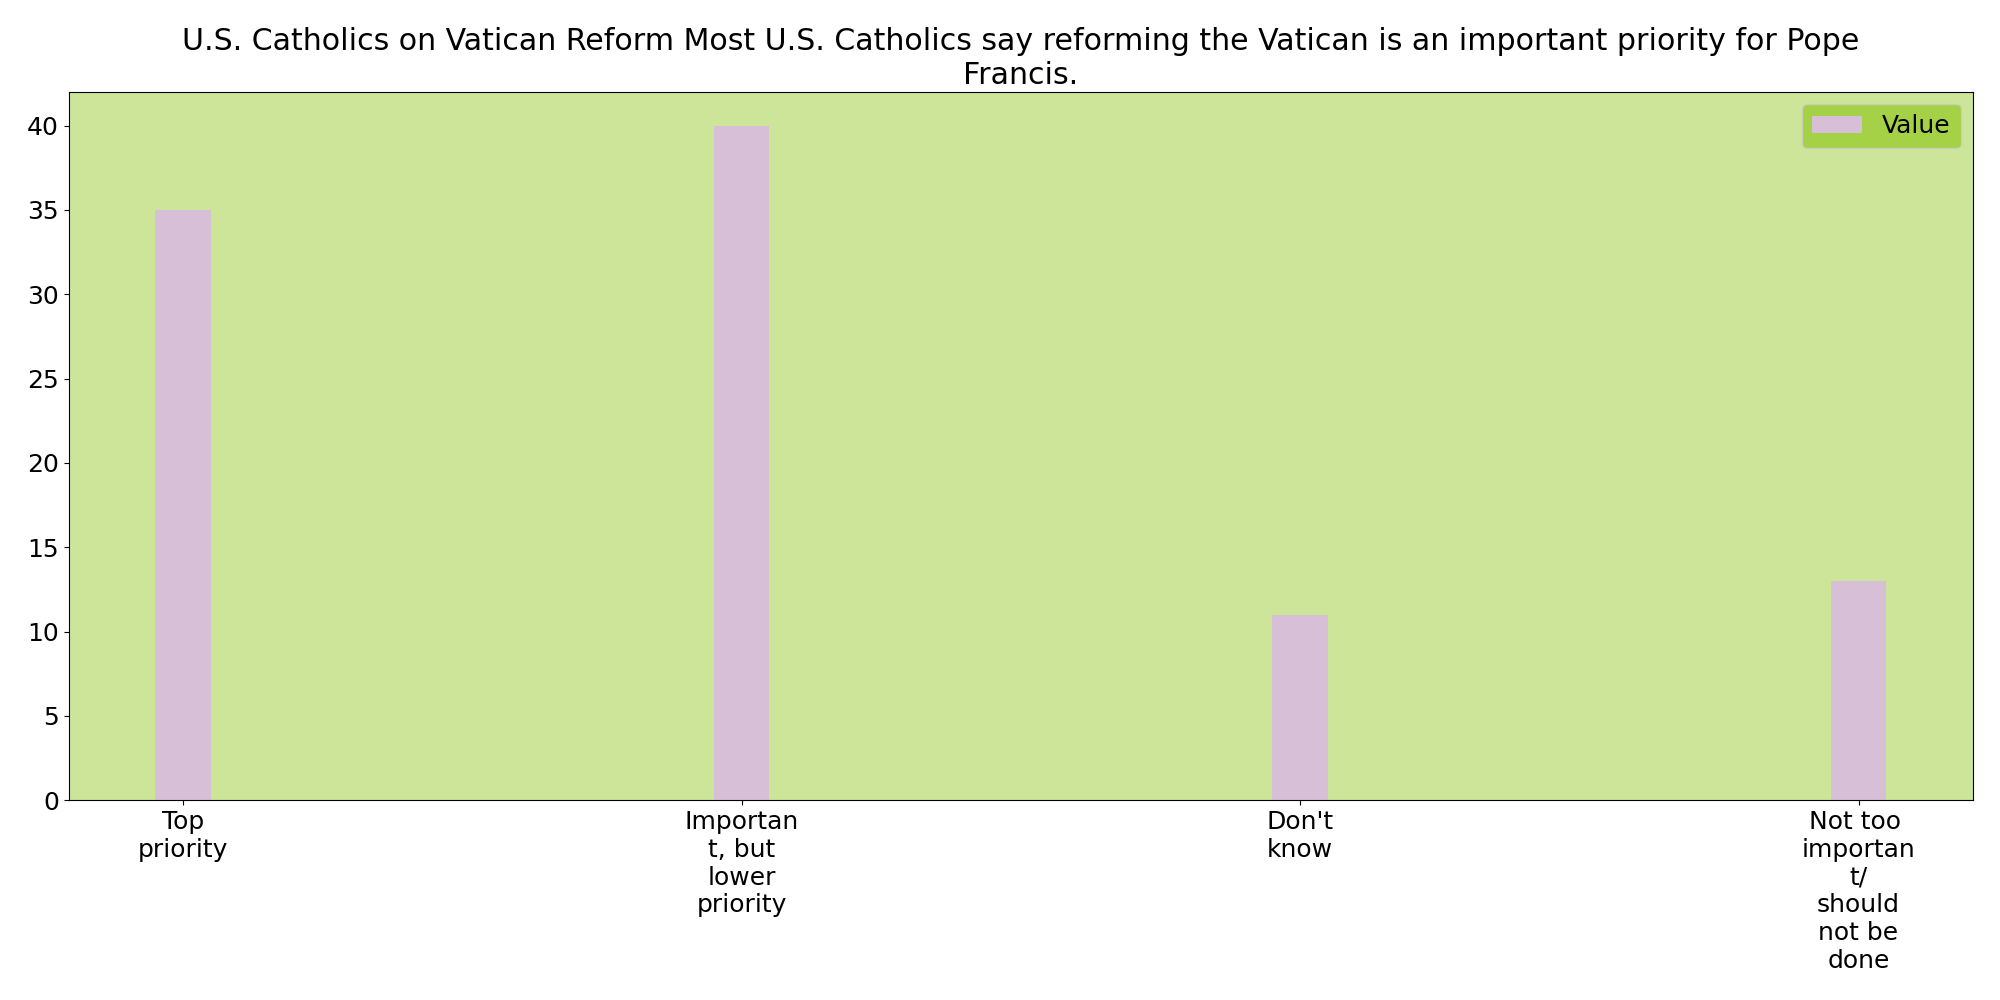 U.S. Catholics on Vatican Reform Most U.S. Catholics say reforming the Vatican is an important priority for Pope
Francis.
Value
40
35
30
25
20
15
10
5
0
Top
priority
Importan
t, but
lower
priority
Don't
know
Not too
importan
t/
should
not be
done